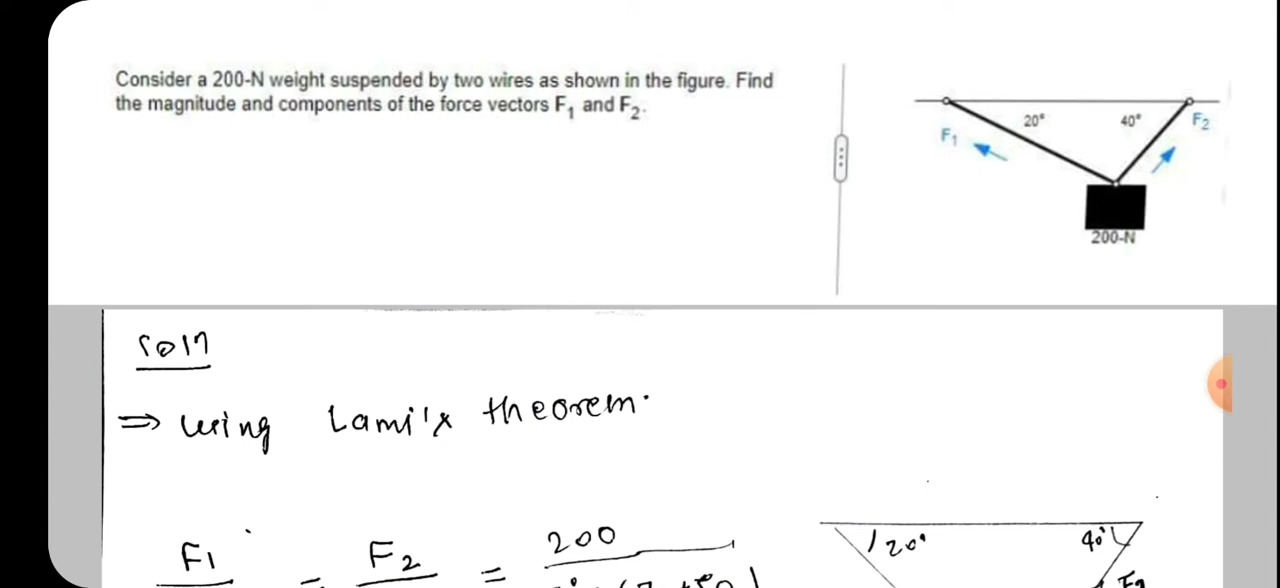 Consider a 200-N weight suspended by two wires as shown in the figure. Find
the magnitude and components of the force vectors F₁ and F₂.
20°
40°
F₁
F₂
200-N
Soln
⇒ using Lami's theorem.
F1 = F2 = 200
20°
40°